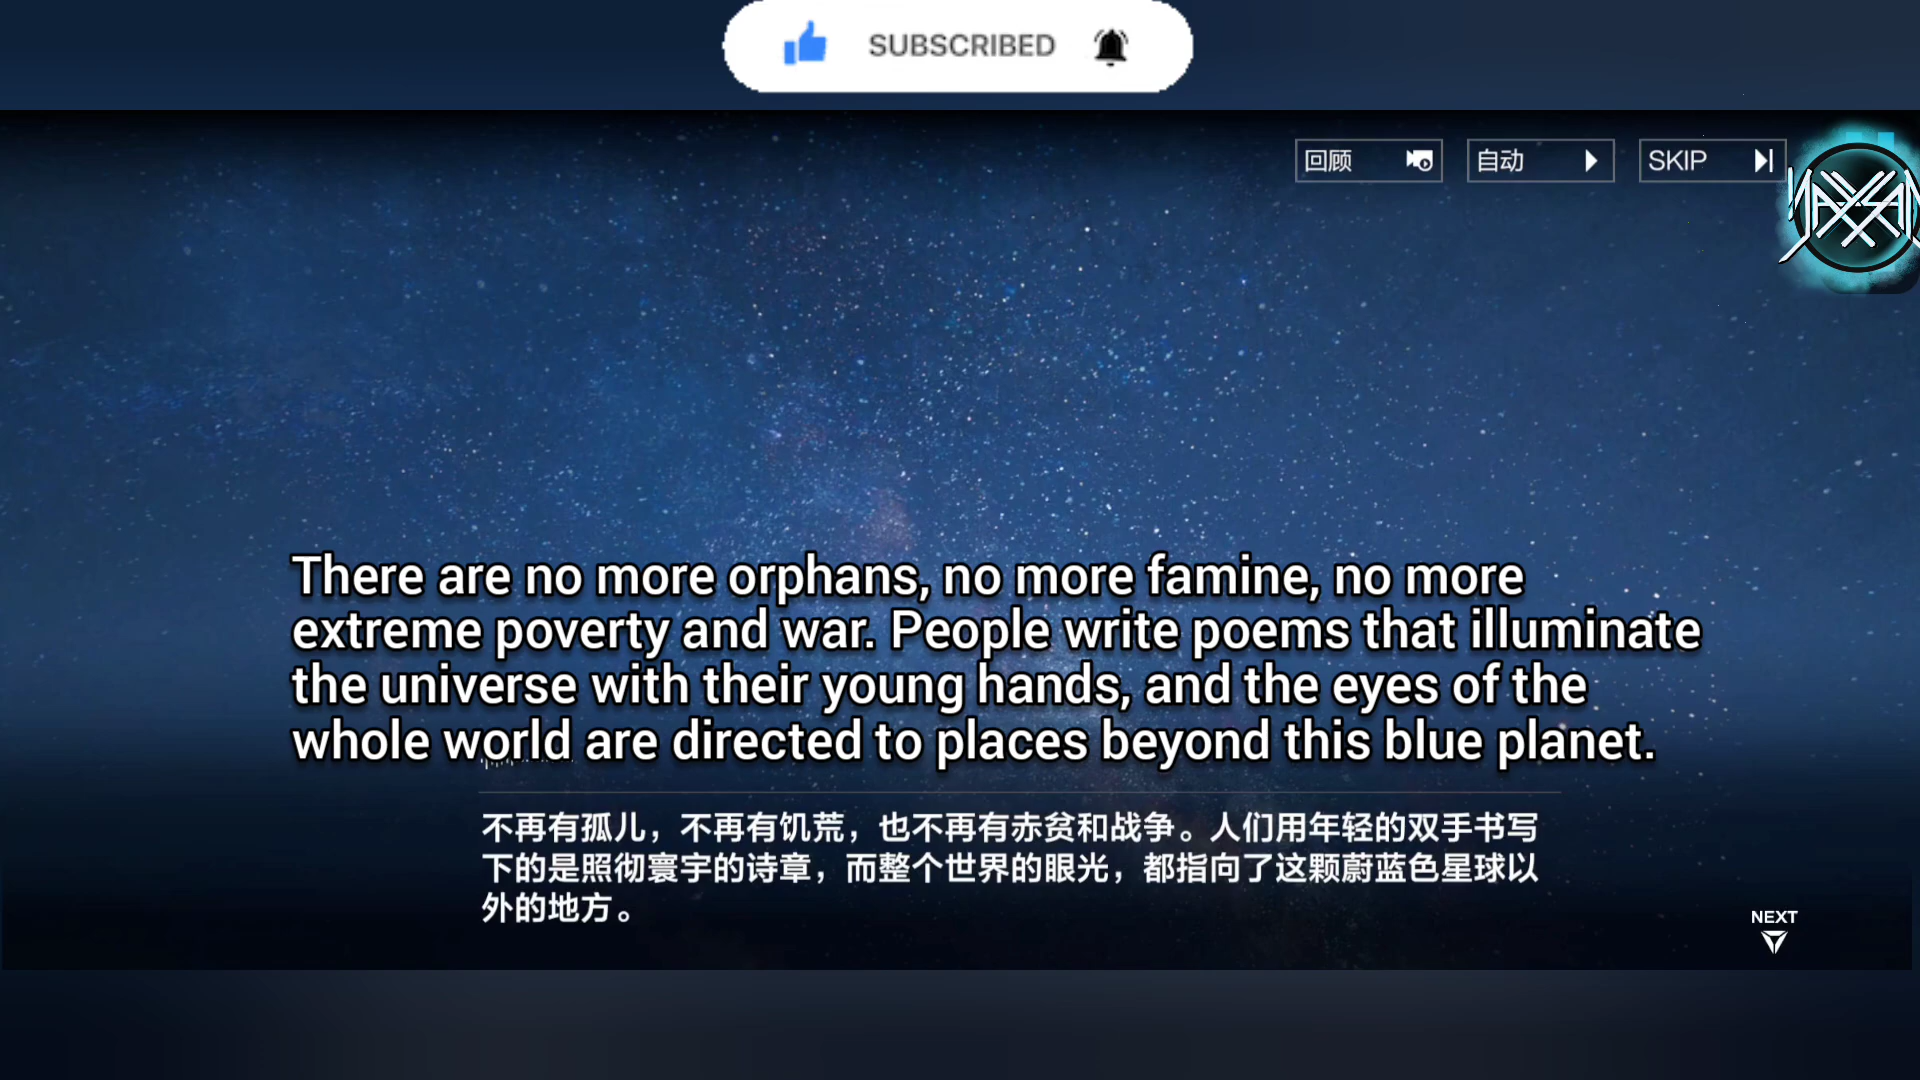 SUBSCRIBED
回顾
自动
SKIP
There are no more orphans, no more famine, no more
extreme poverty and war. People write poems that illuminate
the universe with their young hands, and the eyes of the
whole world are directed to places beyond this blue planet.
不再有孤儿，不再有饥荒，也不再有赤贫和战争。人们用年轻的双手书写
下的是照彻寰宇的诗章，而整个世界的眼光，都指向了这颗蔚蓝色星球以
外的地方。
NEXT